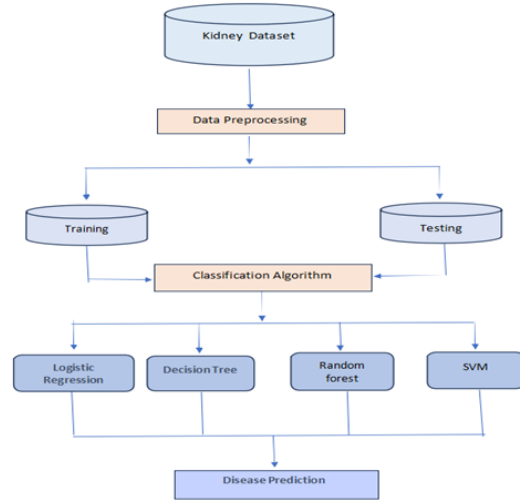 Kidney Dataset
Data Preprocessing
Training
Testing
Classification Algorithm
Logistic
Regression
Decision Tree
Random
forest
SVM
Disease Prediction